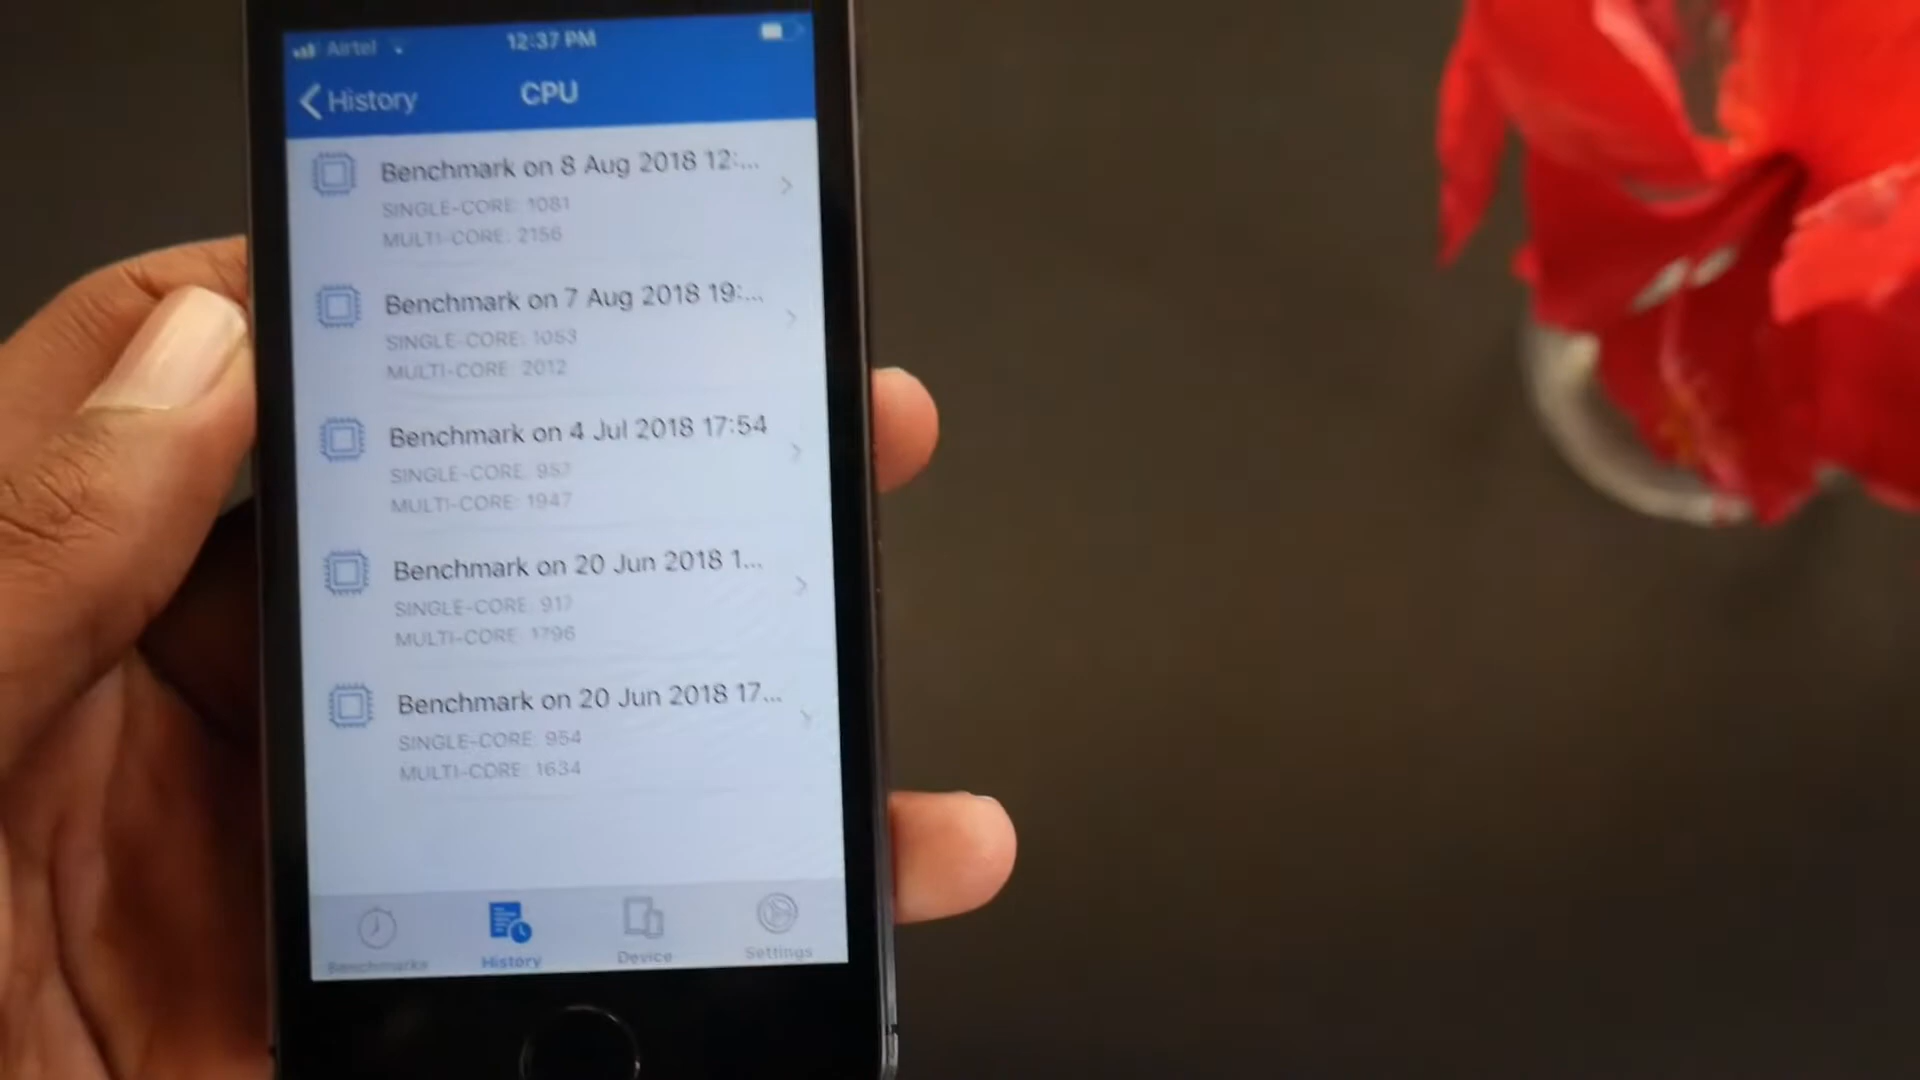 Airtel
12:37 PM
History
CPU
Benchmark on 8 Aug 2018 12:...
SINGLE-CORE: 1081
MULTI-CORE: 2156
Benchmark on 7 Aug 2018 19:...
SINGLE-CORE: 1053
MULTI-CORE: 2012
Benchmark on 4 Jul 2018 17:54
SINGLE-CORE: 957
MULTI-CORE: 1947
Benchmark on 20 Jun 2018 1...
SINGLE-CORE: 917
MULTI-CORE: 1796
Benchmark on 20 Jun 2018 17...
SINGLE-CORE: 954
MULTI-CORE: 1634
Benchmarks
History
Device
Settings